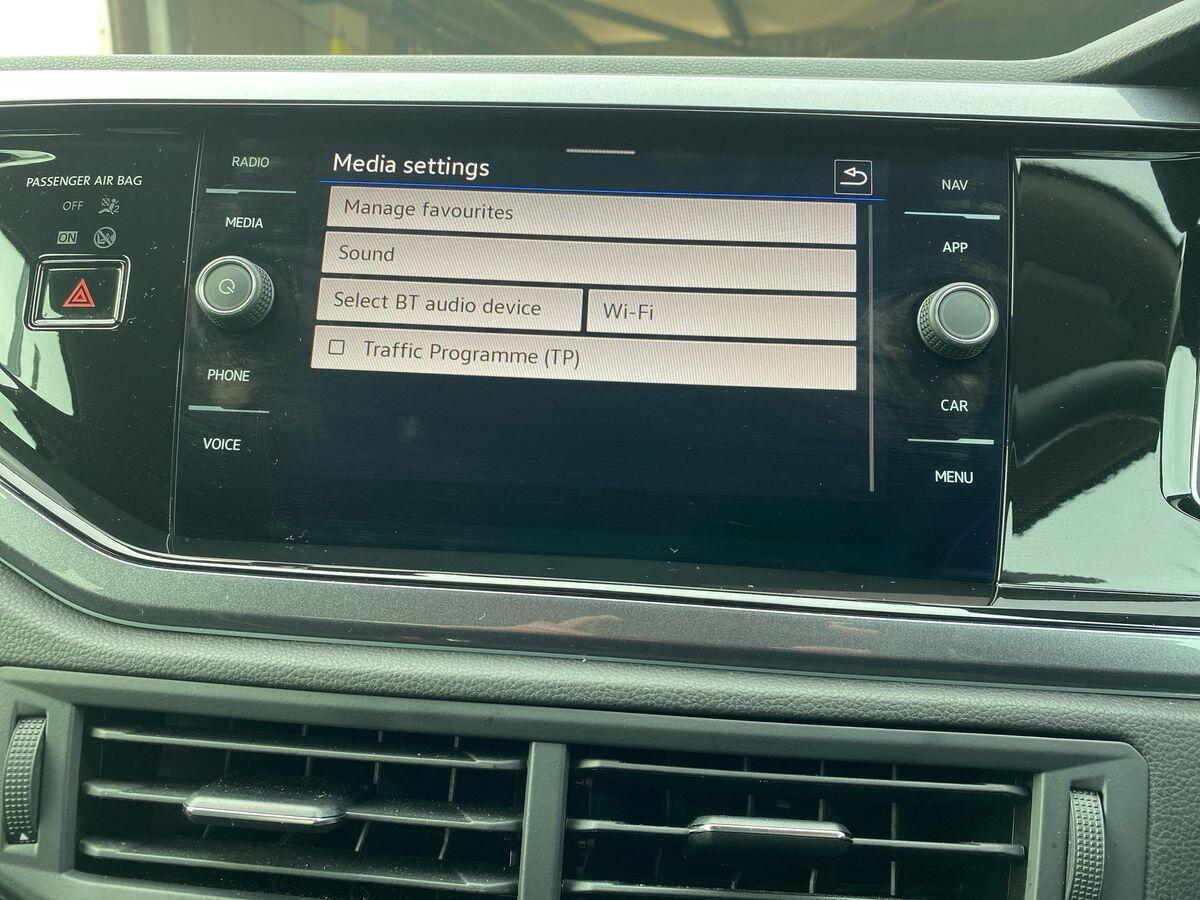 PASSENGER AIR BAG
OFF
2
ON
RADIO
MEDIA
PHONE
VOICE
Media settings
Manage favourites
Sound
Select BT audio device
Wi-Fi
Traffic Programme (TP)
NAV
APP
CAR
MENU